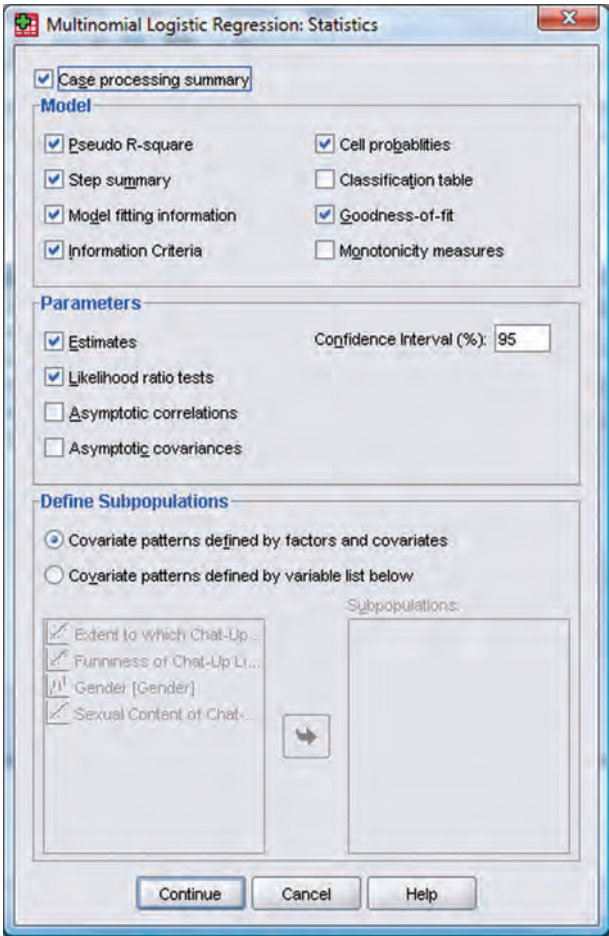 Multinomial Logistic Regression: Statistics
Case processing summary
Model
Pseudo R-square
Cell probablities
Step summary
Classification table
Model fitting information
Goodness-of-fit
Information Criteria
Monotonicity measures
Parameters
Estimates
Confidence Interval (%): 95
Likelihood ratio tests
Asymptotic correlations
Asymptotic covariances
Define Subpopulations
Covariate patterns defined by factors and covariates
Covariate patterns defined by variable list below
Subpopulations:
Extent to which Chat-Up...
Funniness of Chat-Up Li...
Gender [Gender]
Sexual Content of Chat-...
Continue
Cancel
Help